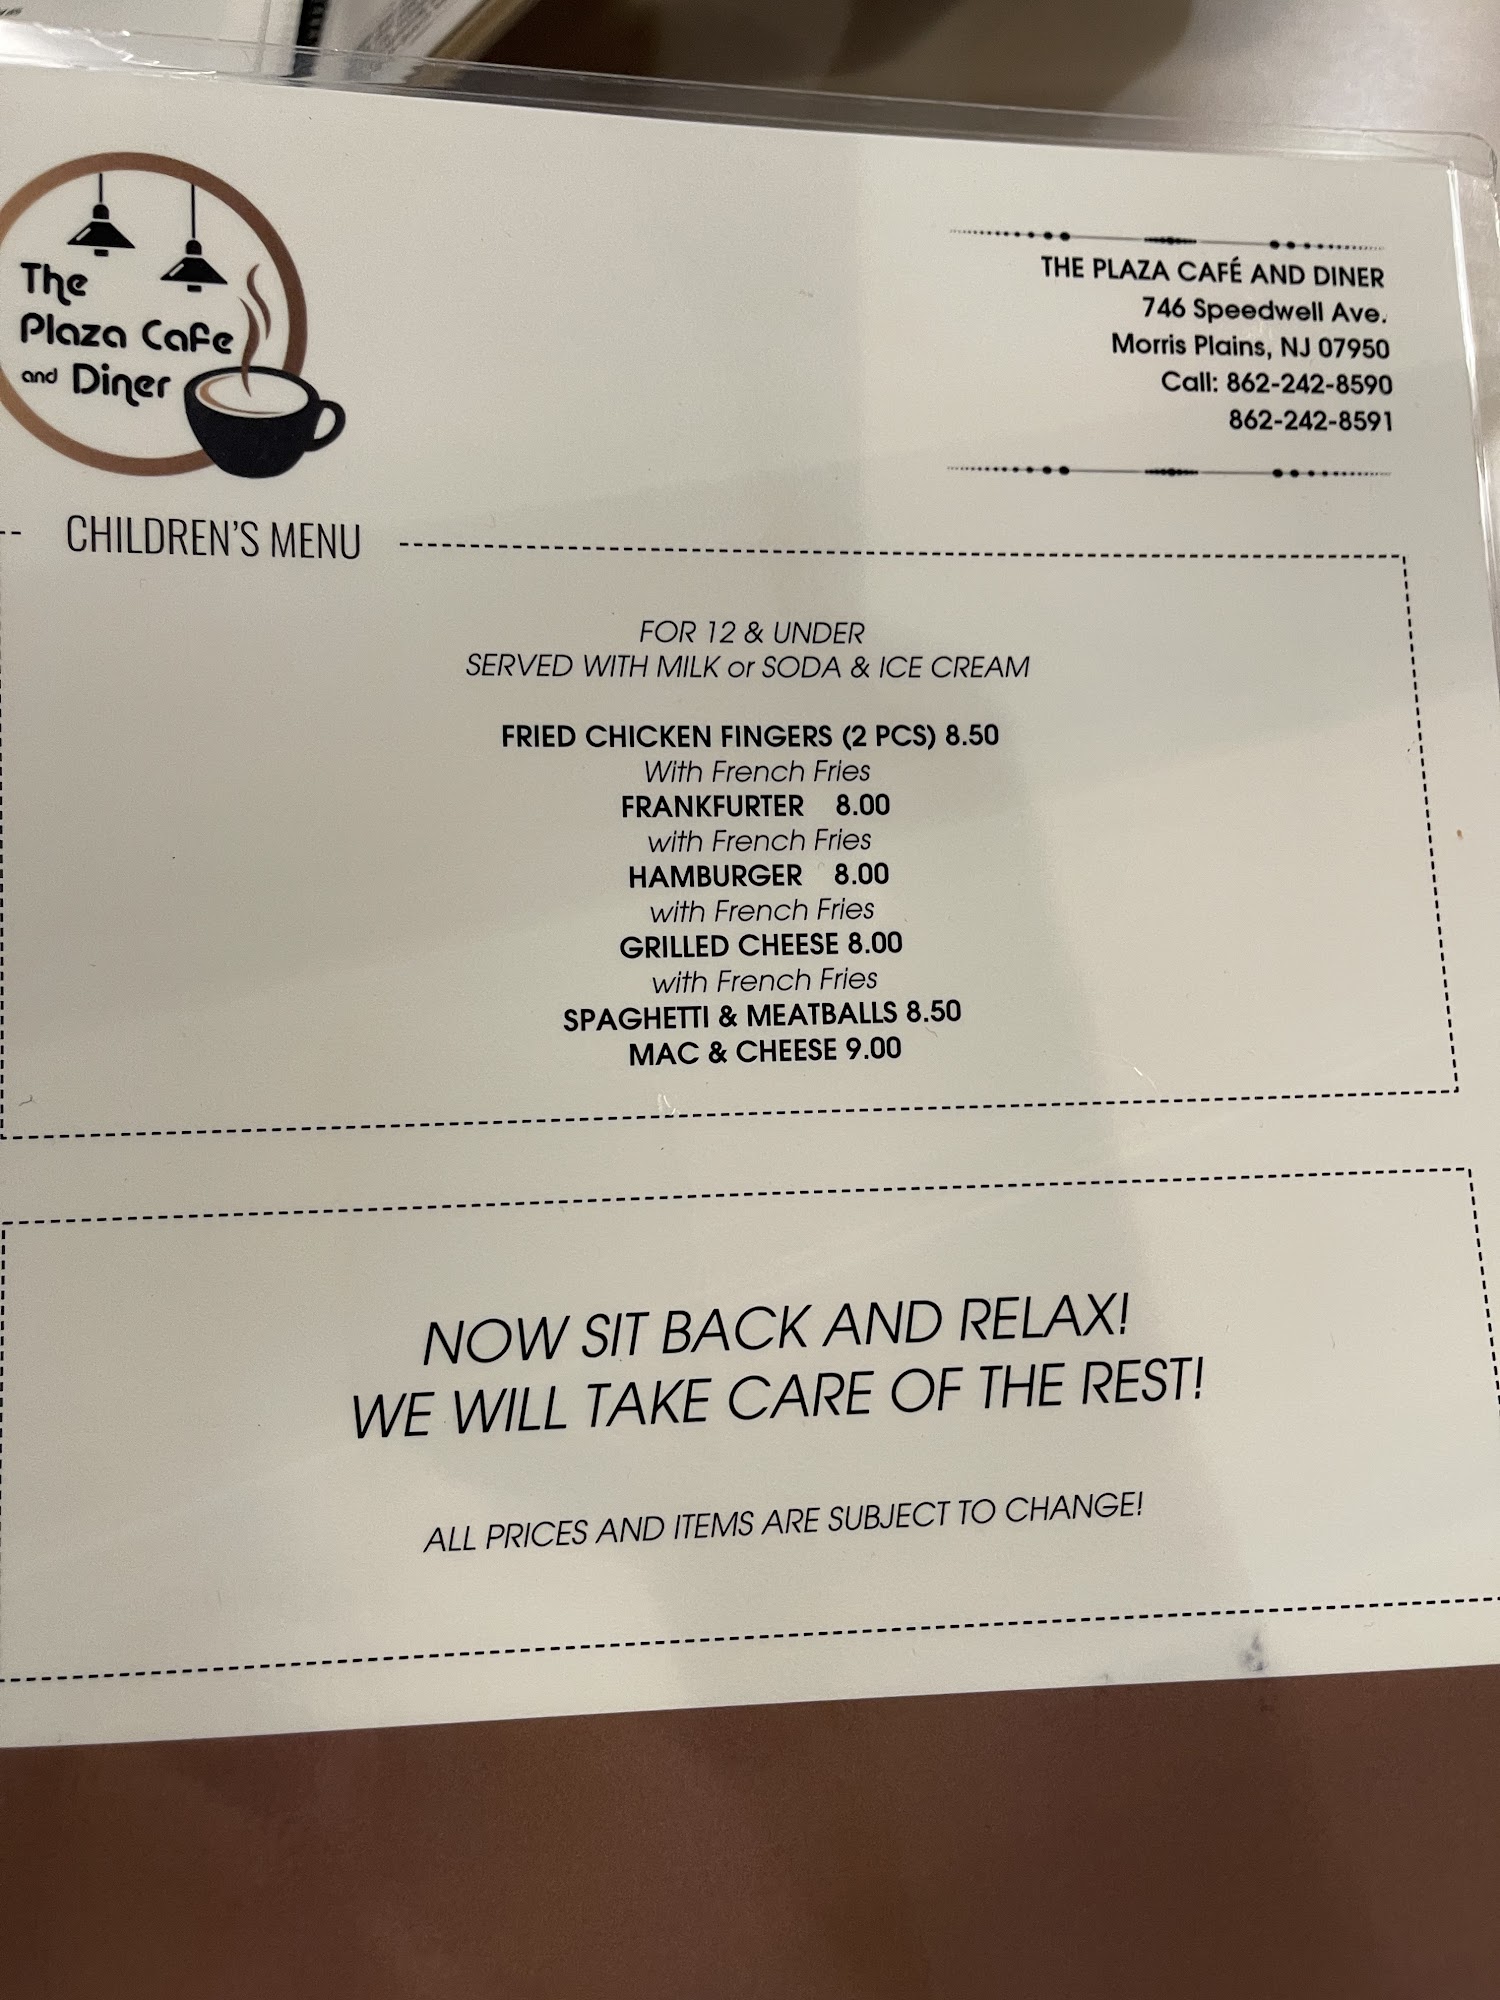 The
Plaza Cafe
and Diner
THE PLAZA CAFÉ AND DINER
746 Speedwell Ave.
Morris Plains, NJ 07950
Call: 862-242-8590
862-242-8591
CHILDREN'S MENU
FOR 12 & UNDER
SERVED WITH MILK or SODA & ICE CREAM
FRIED CHICKEN FINGERS (2 PCS) 8.50
With French Fries
FRANKFURTER 8.00
with French Fries
HAMBURGER 8.00
with French Fries
GRILLED CHEESE 8.00
with French Fries
SPAGHETTI & MEATBALLS 8.50
MAC & CHEESE 9.00
NOW SIT BACK AND RELAX!
WE WILL TAKE CARE OF THE REST!
ALL PRICES AND ITEMS ARE SUBJECT TO CHANGE!